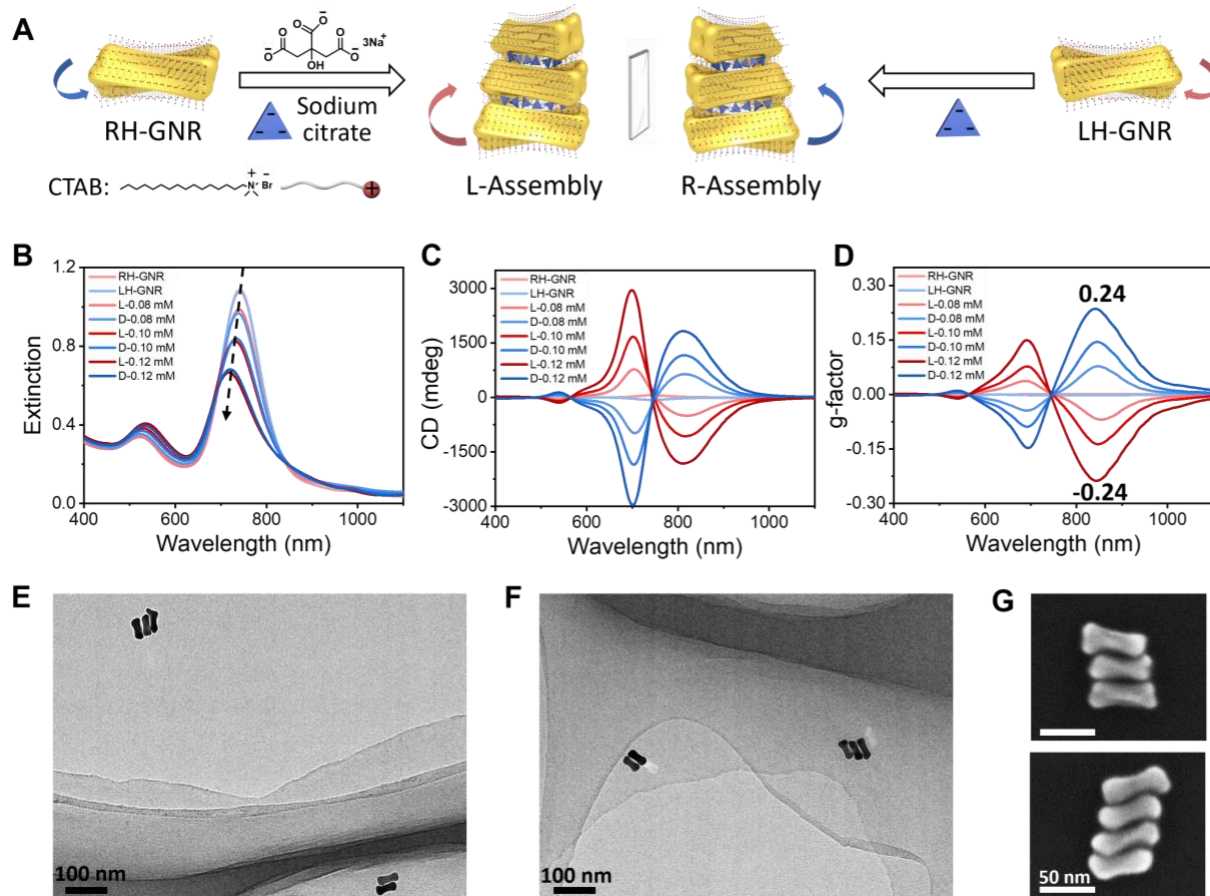 A
O
O⁻
⁻O
O
O
O⁻
OH
3Na⁺
RH-GNR
Sodium
citrate
L-Assembly
R-Assembly
LH-GNR
CTAB:
N⁺
Br⁻
+
B
1.2
0.8
0.4
0.0
Extinction
RH-GNR
LH-GNR
L-0.08 mM
D-0.08 mM
L-0.10 mM
D-0.10 mM
L-0.12 mM
D-0.12 mM
400 600 800 1000
Wavelength (nm)
C
3000
1500
0
-1500
-3000
CD (mdeg)
RH-GNR
LH-GNR
L-0.08 mM
D-0.08 mM
L-0.10 mM
D-0.10 mM
L-0.12 mM
D-0.12 mM
400 600 800 1000
Wavelength (nm)
D
0.30
0.15
0.00
-0.15
-0.30
g-factor
RH-GNR
LH-GNR
L-0.08 mM
D-0.08 mM
L-0.10 mM
D-0.10 mM
L-0.12 mM
D-0.12 mM
0.24
-0.24
400 600 800 1000
Wavelength (nm)
E
100 nm
F
100 nm
G
50 nm